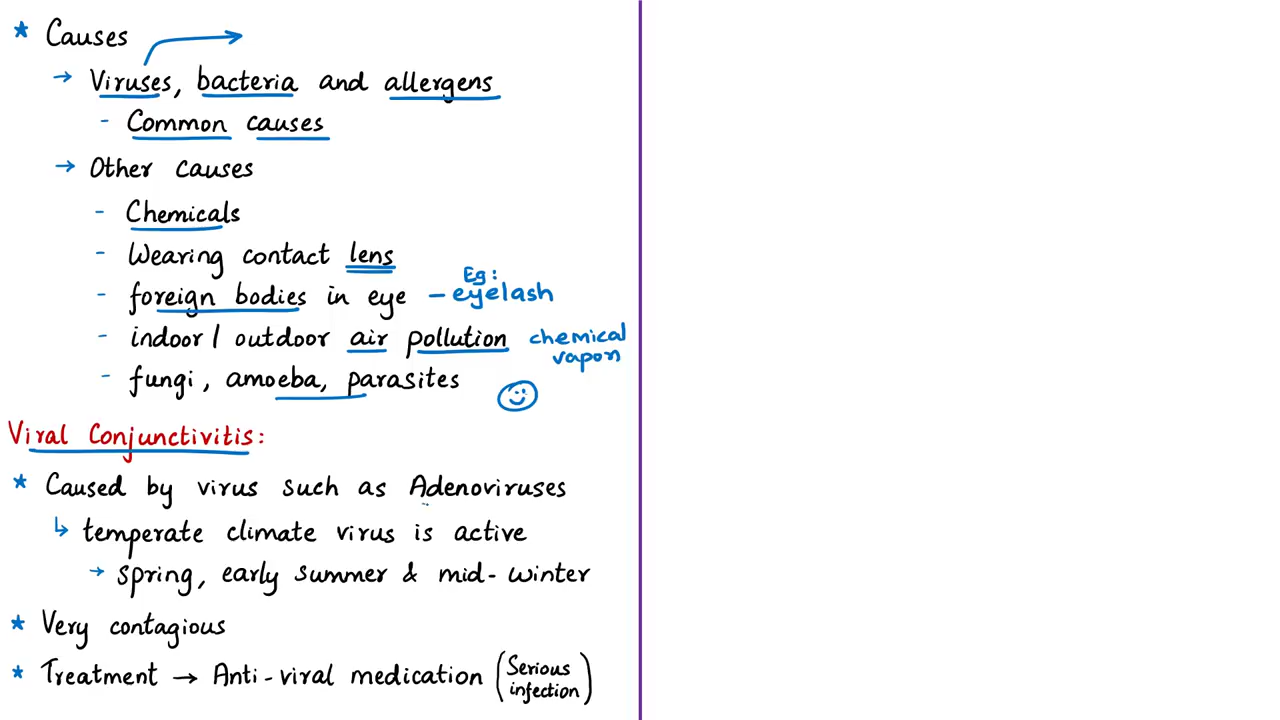 * Causes
→ Viruses, bacteria and allergens
- Common causes
→ Other causes
- Chemicals
- Wearing contact lens
- foreign bodies in eye – Eg: eyelash
- indoor / outdoor air pollution chemical vapor
- fungi, amoeba, parasites
Viral Conjunctivitis:
* Caused by virus such as Adenoviruses
↳ temperate climate virus is active
→ spring, early summer & mid-winter
* Very contagious
* Treatment → Anti-viral medication (Serious infection)